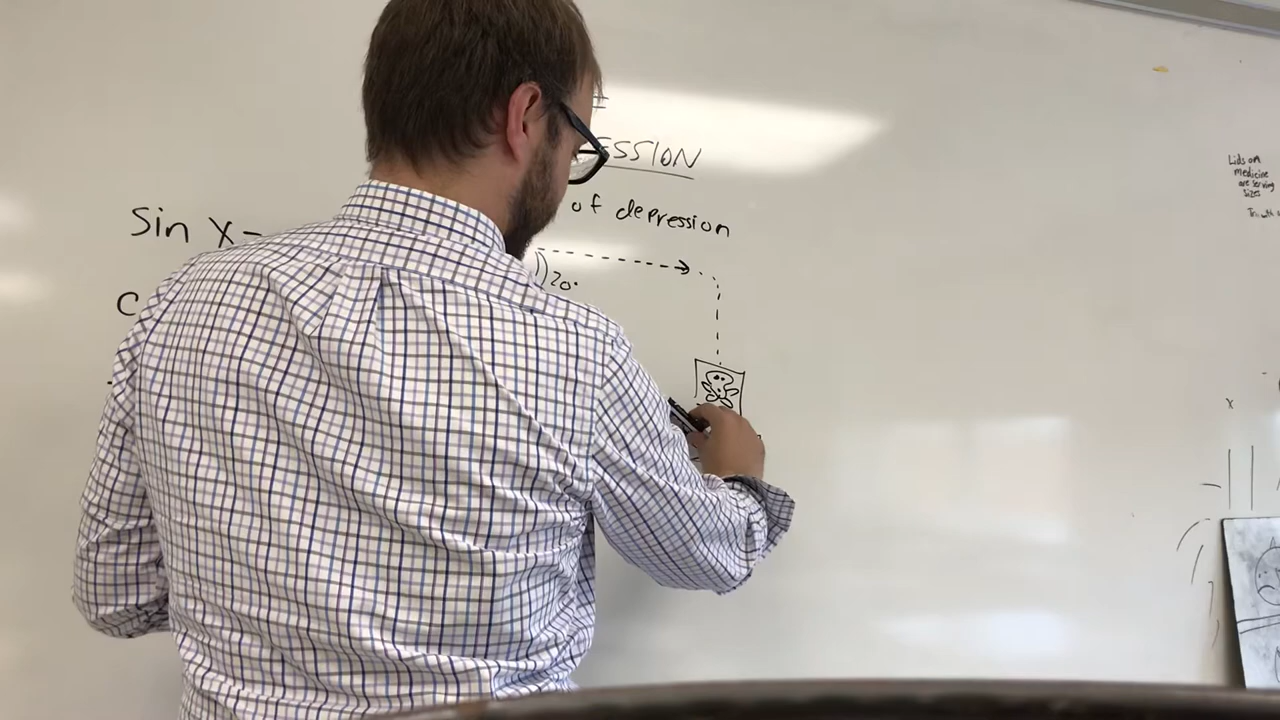 ESSION
of depression
Sin X=
20°
C
Lids on
medicine
are serving
sizes
x